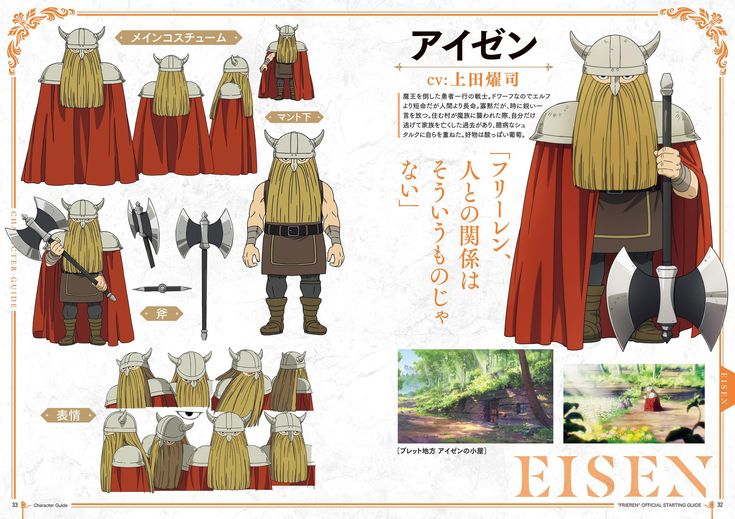 メインコスチューム
マント下
斧
表情
CHARACTER GUIDE
33
Character Guide
アイゼン
cv:上田燿司
魔王を倒した勇者一行の戦士。ドワーフなのでエルフ
より短命だが人間より長命。寡黙だが、時に鋭い一
言を放つ。住む村が魔族に襲われた際、自分だけ
逃げて家族を亡くした過去があり、臆病なシュ
タルクに自らを重ねた。好物は酸っぱい葡萄。
「フリーレン、
人との関係は
そういうものじゃ
ない」
[ブレット地方 アイゼンの小屋]
EISEN
EISEN
"FRIEREN" OFFICIAL STARTING GUIDE
32